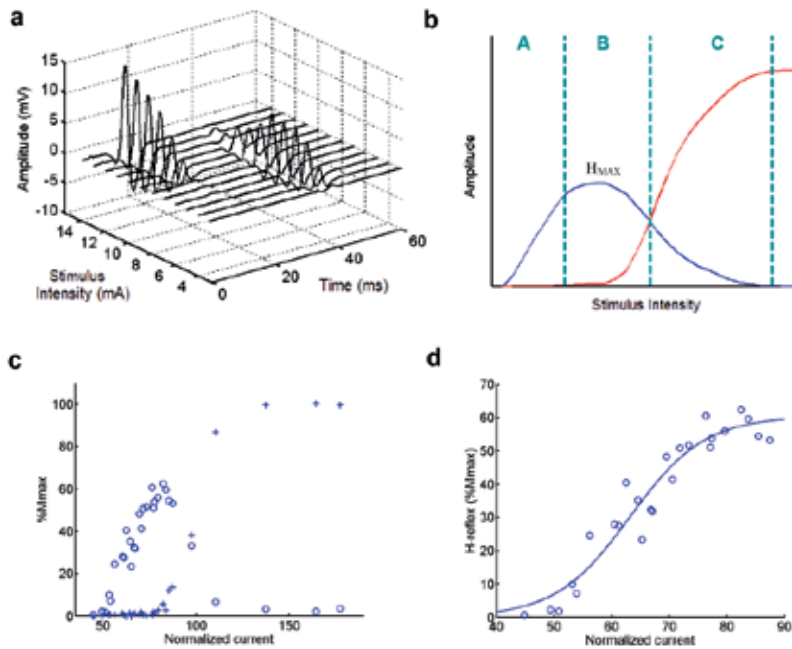 a
15
10
5
0
-5
-10
Amplitude (mV)
14
12
10
8
6
4
Stimulus
Intensity (mA)
0
20
40
60
Time (ms)
b
A
B
C
HMAX
Amplitude
Stimulus Intensity
c
100
80
60
40
20
0
%Mmax
50
100
150
Normalized current
d
70
60
50
40
30
20
10
0
H-reflex (%Mmax)
40
50
60
70
80
90
Normalized current